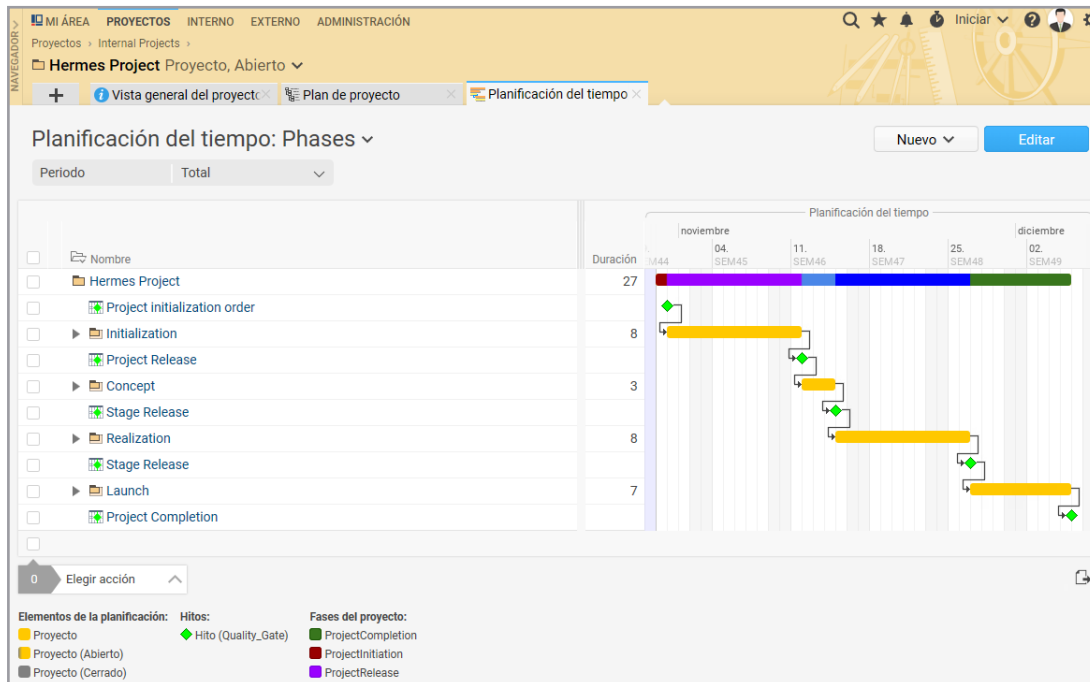 NAVEGADOR
MI ÁREA PROYECTOS INTERNO EXTERNO ADMINISTRACIÓN
Iniciar
Proyectos › Internal Projects ›
Hermes Project Proyecto, Abierto
Vista general del proyecto
Plan de proyecto
Planificación del tiempo
Planificación del tiempo: Phases
Nuevo
Editar
Periodo Total
Planificación del tiempo
noviembre diciembre
04. 11. 18. 25. 02.
Nombre Duración M44 SEM45 SEM46 SEM47 SEM48 SEM49
Hermes Project 27
Project initialization order
Initialization 8
Project Release
Concept 3
Stage Release
Realization 8
Stage Release
Launch 7
Project Completion
0 Elegir acción
Elementos de la planificación: Hitos: Fases del proyecto:
Proyecto Hito (Quality_Gate) ProjectCompletion
Proyecto (Abierto) ProjectInitiation
Proyecto (Cerrado) ProjectRelease